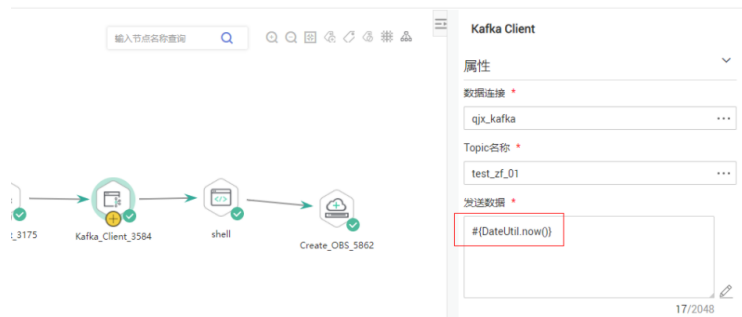 输入节点名称查询
_3175
Kafka_Client_3584
shell
Create_OBS_5862
Kafka Client
属性
数据连接 *
qjx_kafka
...
Topic名称 *
test_zf_01
...
发送数据 *
#{DateUtil.now()}
17/2048